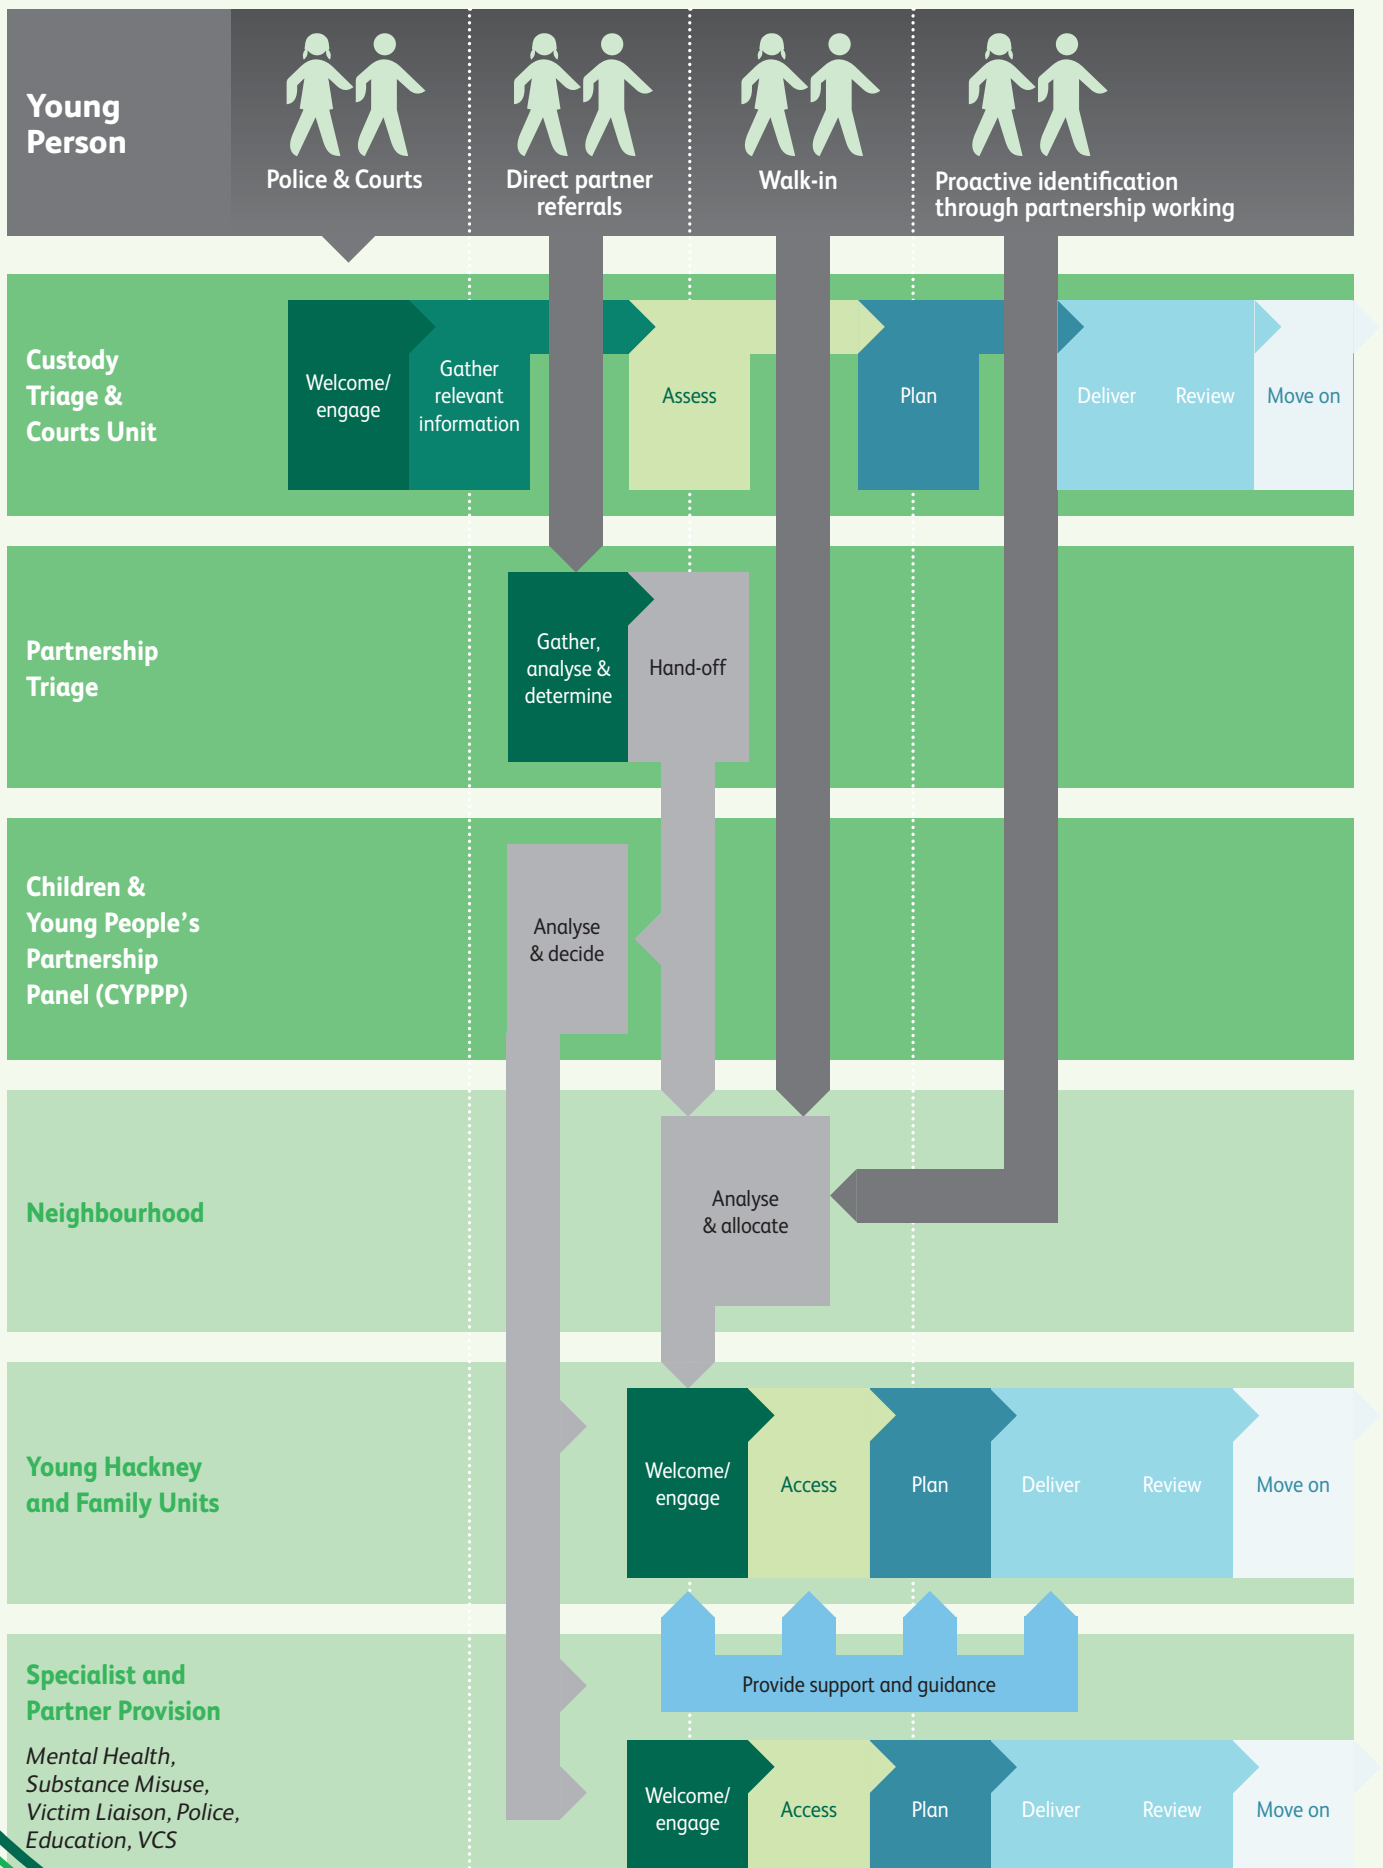 Young
Person
Police & Courts
Direct partner
referrals
Walk-in
Proactive identification
through partnership working
Custody
Triage &
Courts Unit
Welcome/
engage
Gather
relevant
information
Assess
Plan
Deliver
Review
Move on
Partnership
Triage
Gather,
analyse &
determine
Hand-off
Children &
Young People’s
Partnership
Panel (CYPPP)
Analyse
& decide
Neighbourhood
Analyse
& allocate
Young Hackney
and Family Units
Welcome/
engage
Access
Plan
Deliver
Review
Move on
Specialist and
Partner Provision
Mental Health,
Substance Misuse,
Victim Liaison, Police,
Education, VCS
Provide support and guidance
Welcome/
engage
Access
Plan
Deliver
Review
Move on